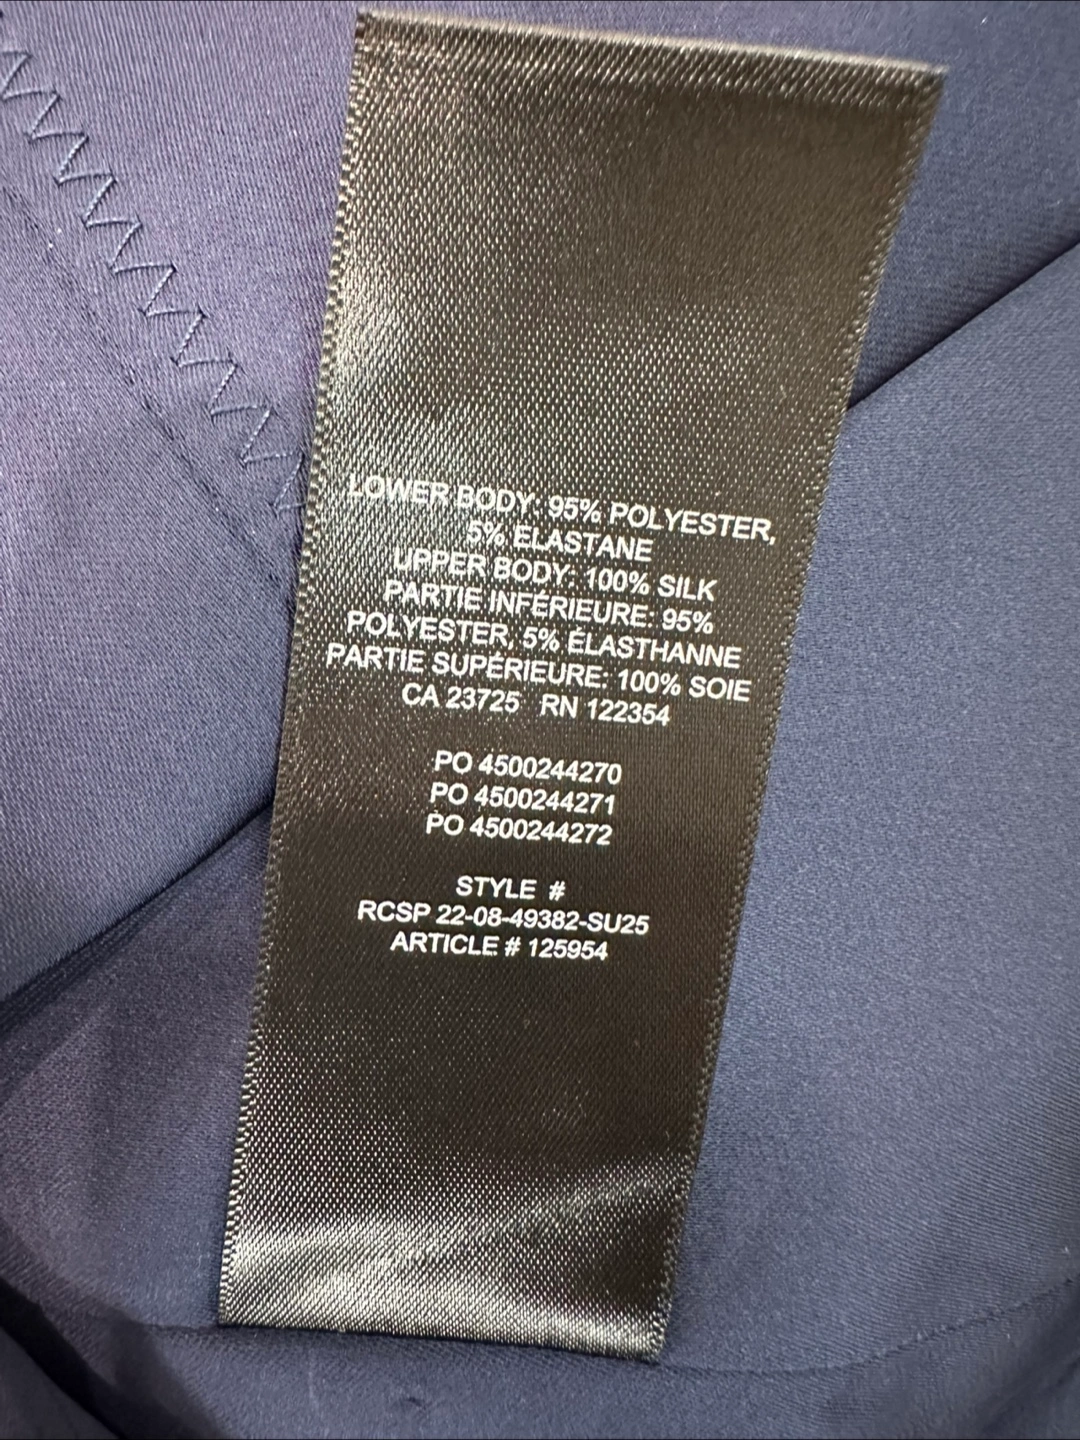 LOWER BODY: 95% POLYESTER,
5% ELASTANE
UPPER BODY: 100% SILK
PARTIE INFÉRIEURE: 95%
POLYESTER, 5% ÉLASTHANNE
PARTIE SUPÉRIEURE: 100% SOIE
CA 23725 RN 122354
PO 4500244270
PO 4500244271
PO 4500244272
STYLE #
RCSP 22-08-49382-SU25
ARTICLE # 125954